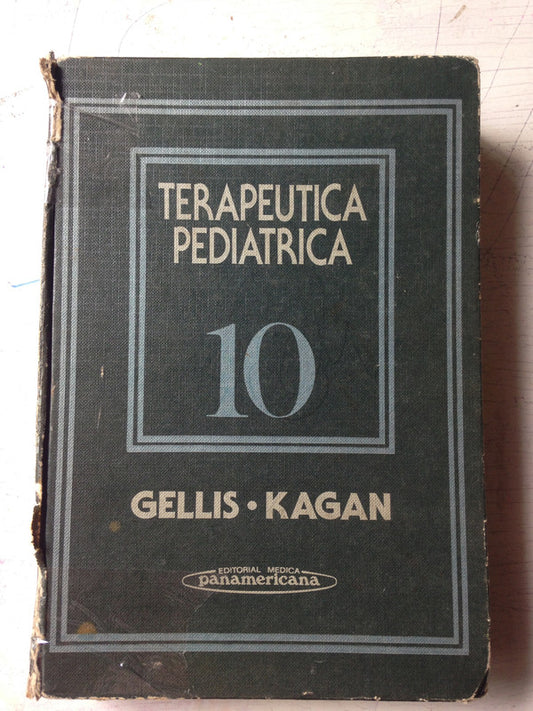 TERAPEUTICA
PEDIATRICA
10
GELLIS • KAGAN
EDITORIAL MEDICA
panamericana